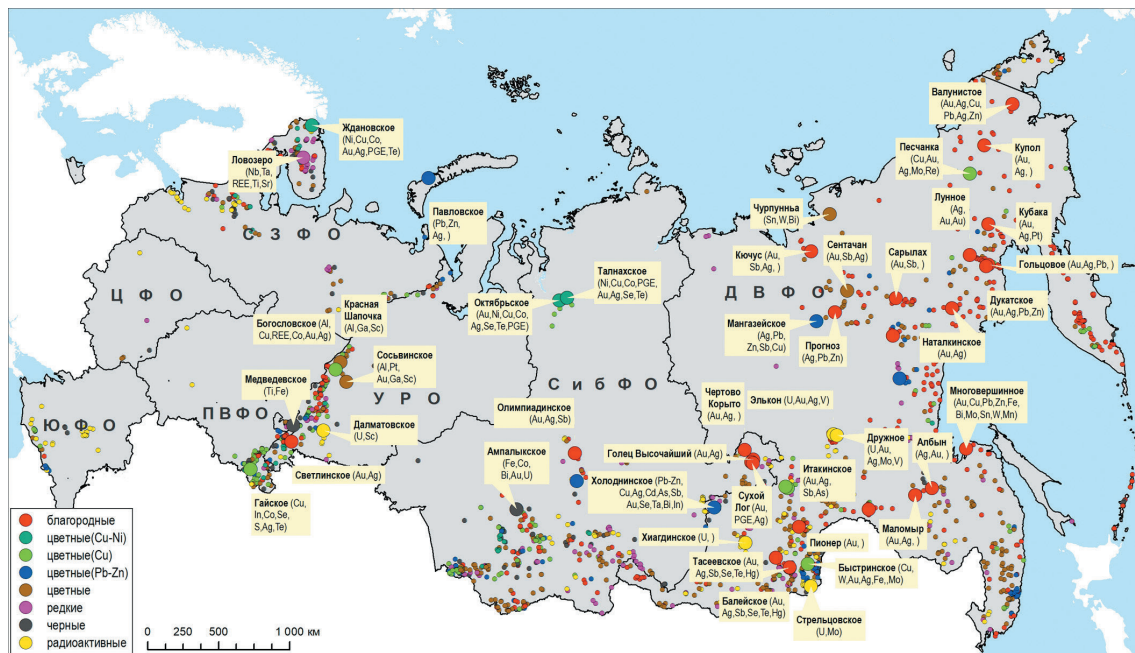 Валунистое
(Au,Ag,Cu,
Pb,Ag,Zn)
Ждановское
(Ni,Cu,Co,
Au,Ag,PGE,Te)
Песчанка
(Cu,Au,
Ag,Mo,Re)
Купол
(Au,
Ag, )
Ловозеро
(Nb,Ta,
REE,Ti,Sr)
Чурпуннья
(Sn,W,Bi)
Лунное
(Ag,
Au,Au)
Кубака
(Au,
Ag,Pt)
Павловское
(Pb,Zn,
Ag, )
СЗФО
Кючус (Au,
Sb,Ag, )
Сентачан
(Au,Sb,Ag)
Сарылах
(Au,Sb, )
Гольцовое (Au,Ag,Pb, )
Талнахское
(Ni,Cu,Co,PGE,
Au,Ag,Se,Te)
ЦФО
ДВФО
Октябрьское
(Au,Ni,Cu,Co,
Ag,Se,Te,PGE)
Красная
Шапочка
(Al,Ga,Sc)
Дукатское
(Au,Ag,Pb,Zn)
Богословское (Al,
Cu,REE,Co,Au,Ag)
Мангазейское
(Ag,Pb,
Zn,Sb,Cu)
Прогноз
(Ag,Pb,Zn)
Наталкинское
(Au,Ag)
Сосьвинское
(Al,Pt,
Au,Ga,Sc)
Медведевское
(Ti,Fe)
СибФО
Чертово
Корыто
(Au,Ag, )
Элькон (U,Au,Ag,V)
Многовершинное
(Au,Cu,Pb,Zn,Fe,
Bi,Mo,Sn,W,Mn)
УРО
ПВФО
ЮФО
Олимпиадинское
(Au,Ag,Sb)
Далматовское
(U,Sc)
Дружное
(U,Au,
Ag,Mo,V)
Албын
(Ag,Au, )
Ампалыкское
(Fe,Co,
Bi,Au,U)
Голец Высочайший (Au,Ag)
Светлинское (Au,Ag)
Холоднинское (Pb-Zn,
Cu,Ag,Cd,As,Sb,
Au,Se,Ta,Bi,In)
Итакинское
(Au,Ag,
Sb,As)
Сухой
Лог (Au,
PGE,Ag)
Гайское (Cu,
In,Co,Se,
S,Ag,Te)
Маломыр
(Au,Ag, )
Хиагдинское (U, )
Пионер (Au, )
Тасеевское (Au,
Ag,Sb,Se,Te,Hg)
Быстринское (Cu,
W,Au,Ag,Fe,,Mo)
Балейское (Au,
Ag,Sb,Se,Te,Hg)
Стрельцовское
(U,Mo)
благородные
цветные(Cu-Ni)
цветные(Cu)
цветные(Pb-Zn)
цветные
редкие
черные
радиоактивные
0 250 500 1 000 км